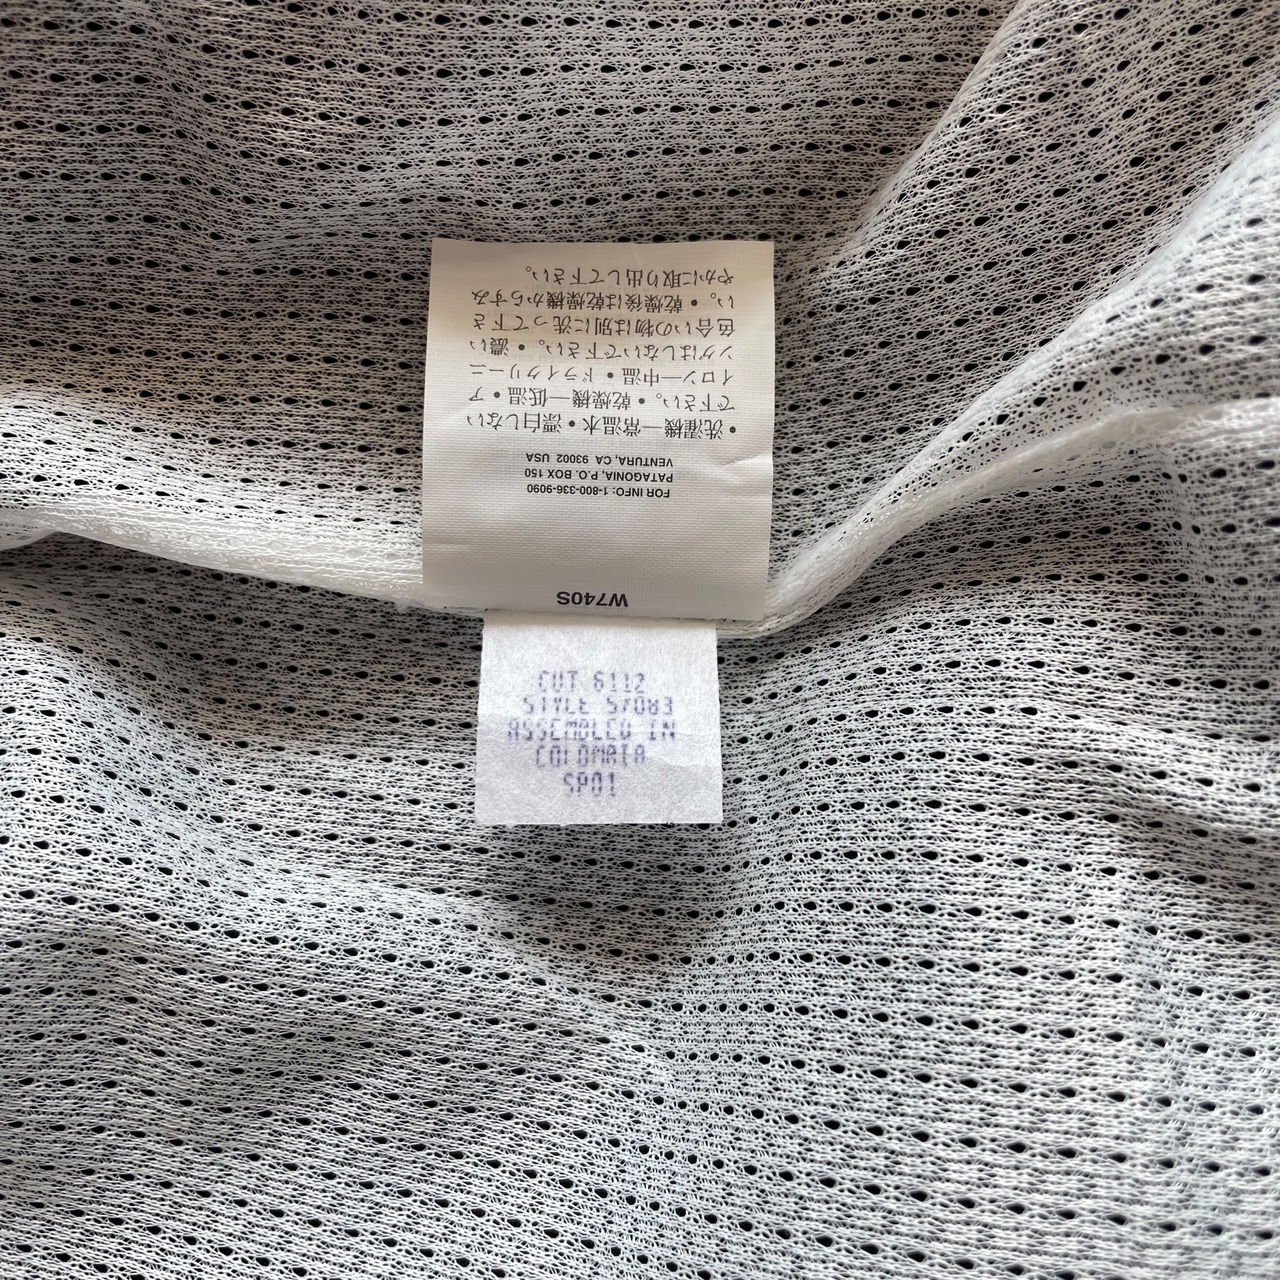 W740S
FOR INFO: 1-800-336-9090
PATAGONIA, P.O. BOX 150
VENTURA, CA 93002 USA
•洗濯機―常温水•漂白しない
で下さい。•乾燥機―低温•ア
イロン―中温•ドライクリーニ
ングはしないで下さい。•濃い
色合いの物は別に洗って下さ
い。•乾燥後は乾燥機からすみ
やかに取り出して下さい。
CUT 6112
STYLE 57083
ASSEMBLED IN
COLOMBIA
SP01